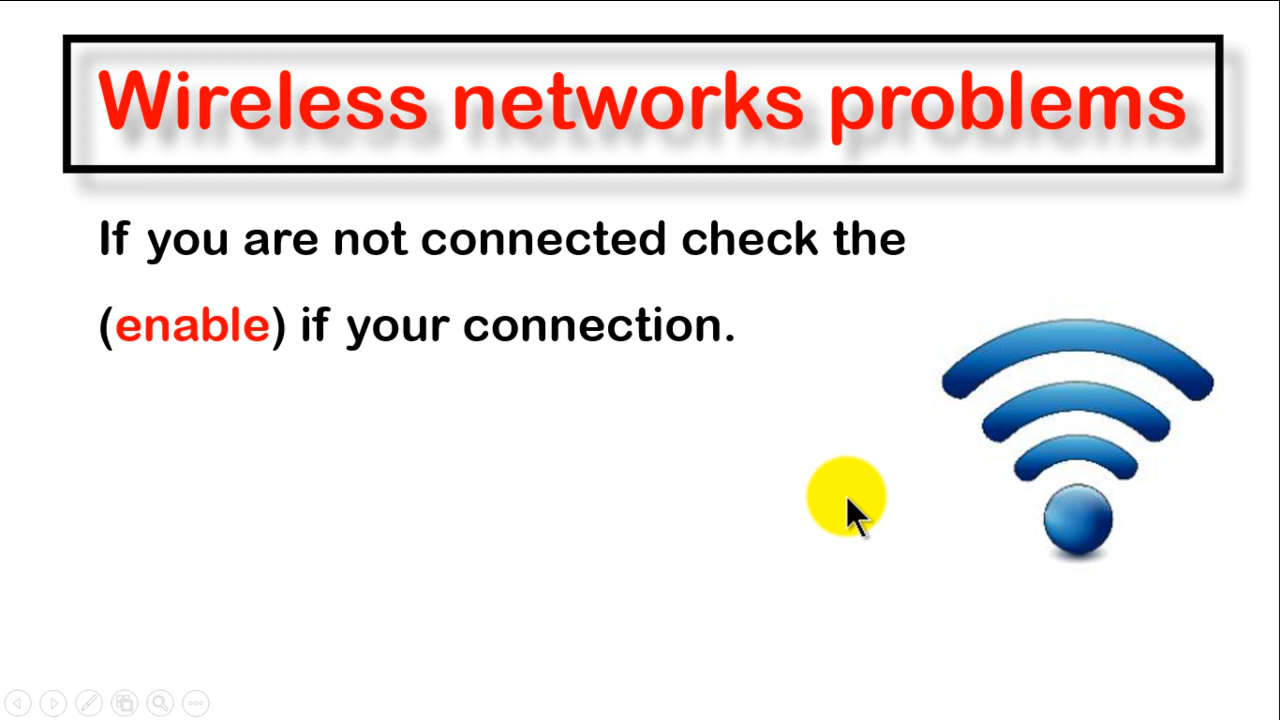 Wireless networks problems
If you are not connected check the
(enable) if your connection.